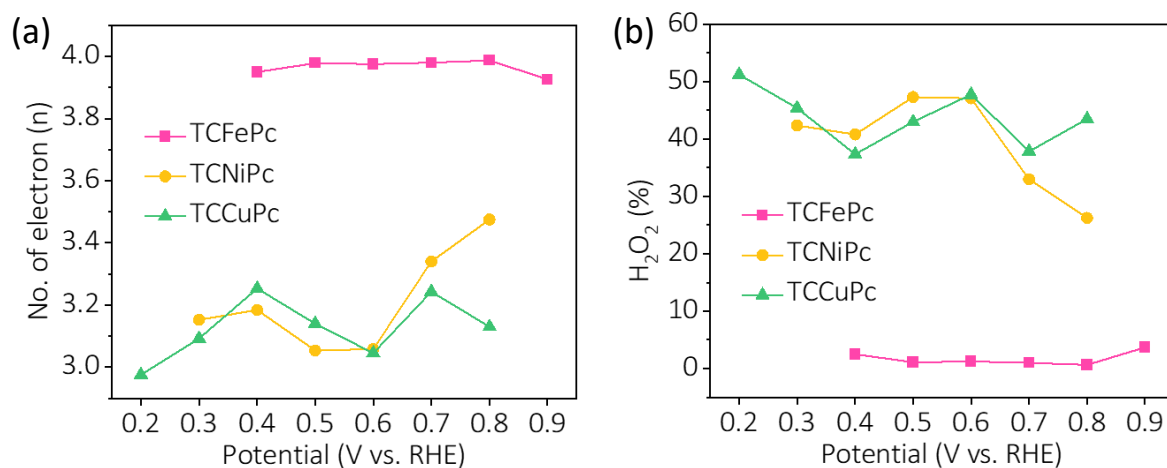 (a)
No. of electron (n)
4.0
3.8
3.6
3.4
3.2
3.0
TCFePc
TCNiPc
TCCuPc
0.2 0.3 0.4 0.5 0.6 0.7 0.8 0.9
Potential (V vs. RHE)
(b)
H₂O₂ (%)
60
50
40
30
20
10
0
TCFePc
TCNiPc
TCCuPc
0.2 0.3 0.4 0.5 0.6 0.7 0.8 0.9
Potential (V vs. RHE)